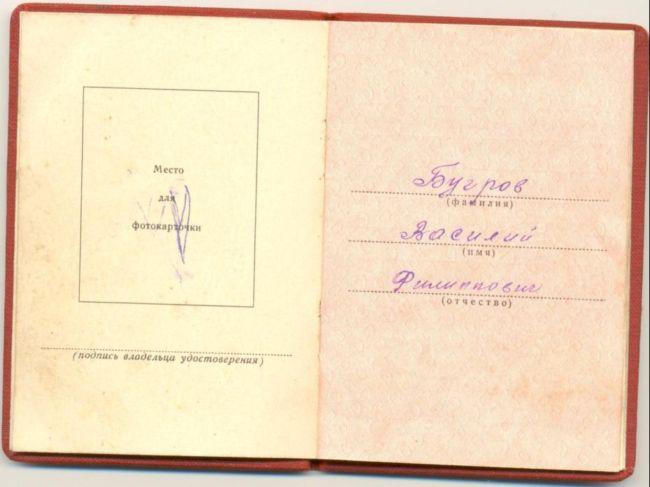 Место
для
фотокарточки
(подпись владельца удостоверения)
Бугров
(фамилия)
Василий
(имя)
Филиппович
(отчество)